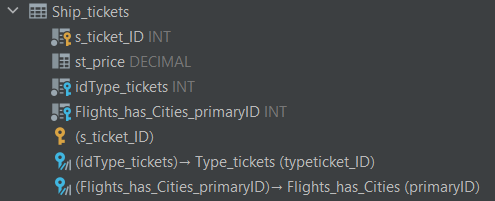 Ship_tickets
s_ticket_ID INT
st_price DECIMAL
idType_tickets INT
Flights_has_Cities_primaryID INT
(s_ticket_ID)
(idType_tickets)→ Type_tickets (typeticket_ID)
(Flights_has_Cities_primaryID)→ Flights_has_Cities (primaryID)